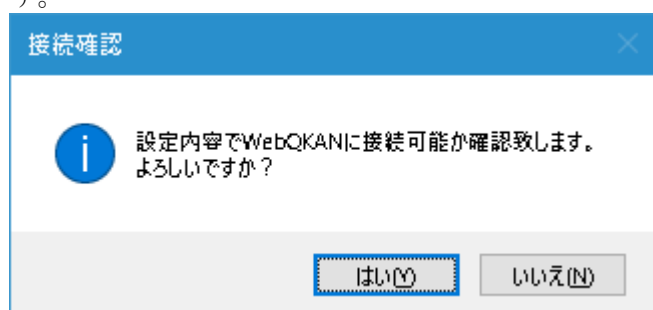 す。
接続確認
設定内容でWebQKANに接続可能か確認致します。
よろしいですか？
はい(Y)
いいえ(N)